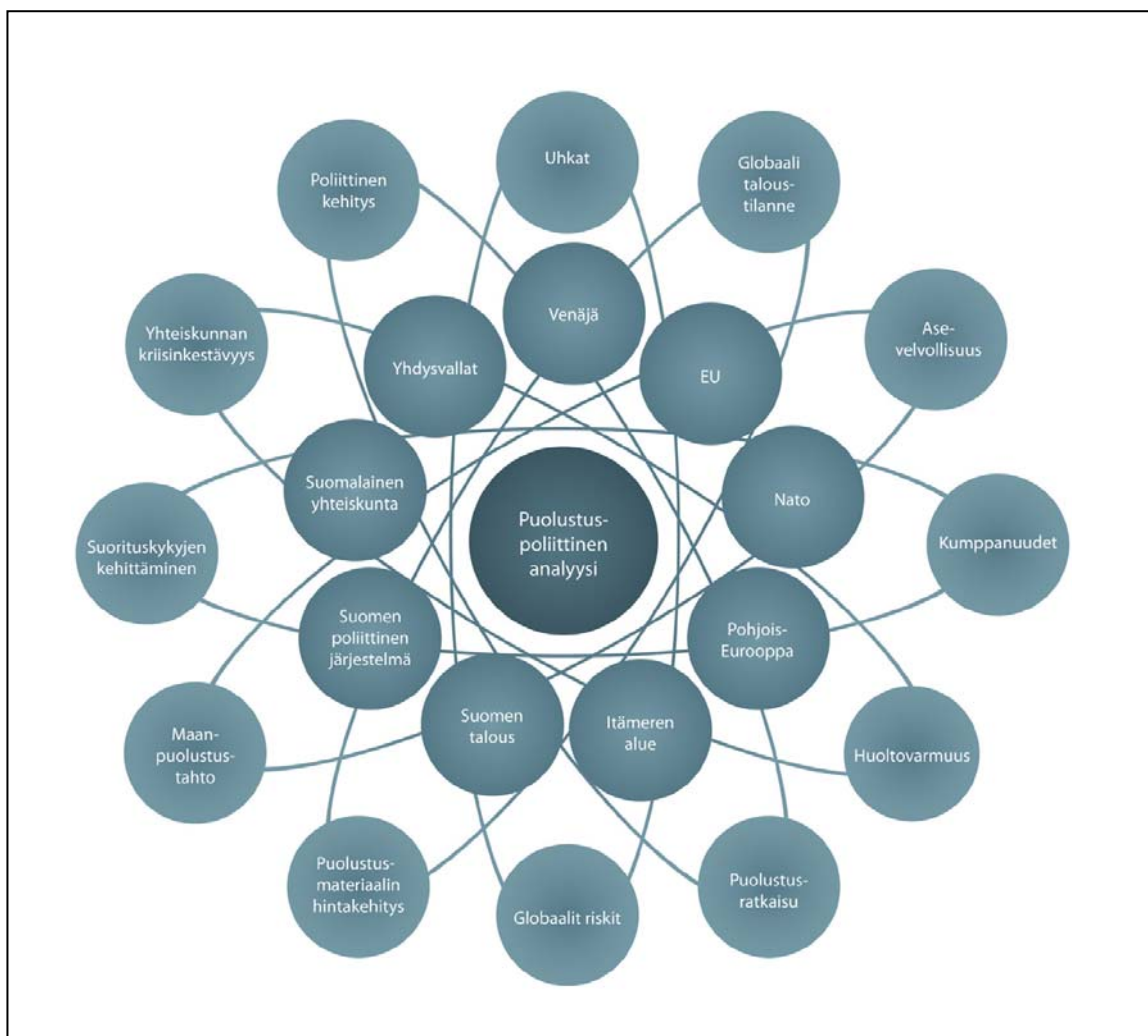 Uhkat
Globaali
talous-
tilanne
Poliittinen
kehitys
Venäjä
Ase-
velvollisuus
Yhteiskunnan
kriisinkestävyys
Yhdysvallat
EU
Suomalainen
yhteiskunta
Nato
Puolustus-
poliittinen
analyysi
Suorituskykyjen
kehittäminen
Kumppanuudet
Suomen
poliittinen
järjestelmä
Pohjois-
Eurooppa
Suomen
talous
Itämeren
alue
Maan-
puolustus-
tahto
Huoltovarmuus
Puolustus-
materiaalin
hintakehitys
Globaalit riskit
Puolustus-
ratkaisu